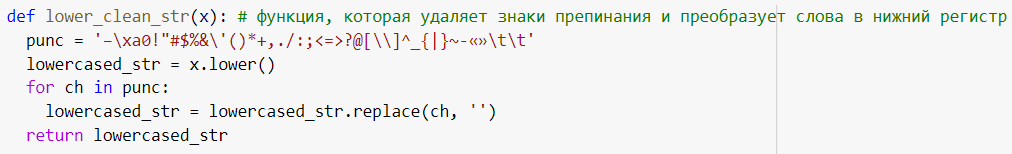 def lower_clean_str(x): # функция, которая удаляет знаки препинания и преобразует слова в нижний регистр
  punc = '–\xa0!"#$%&\'()*+,./:;<=>?@[\\]^_{|}~-«»\t\t'
  lowercased_str = x.lower()
  for ch in punc:
    lowercased_str = lowercased_str.replace(ch, '')
  return lowercased_str